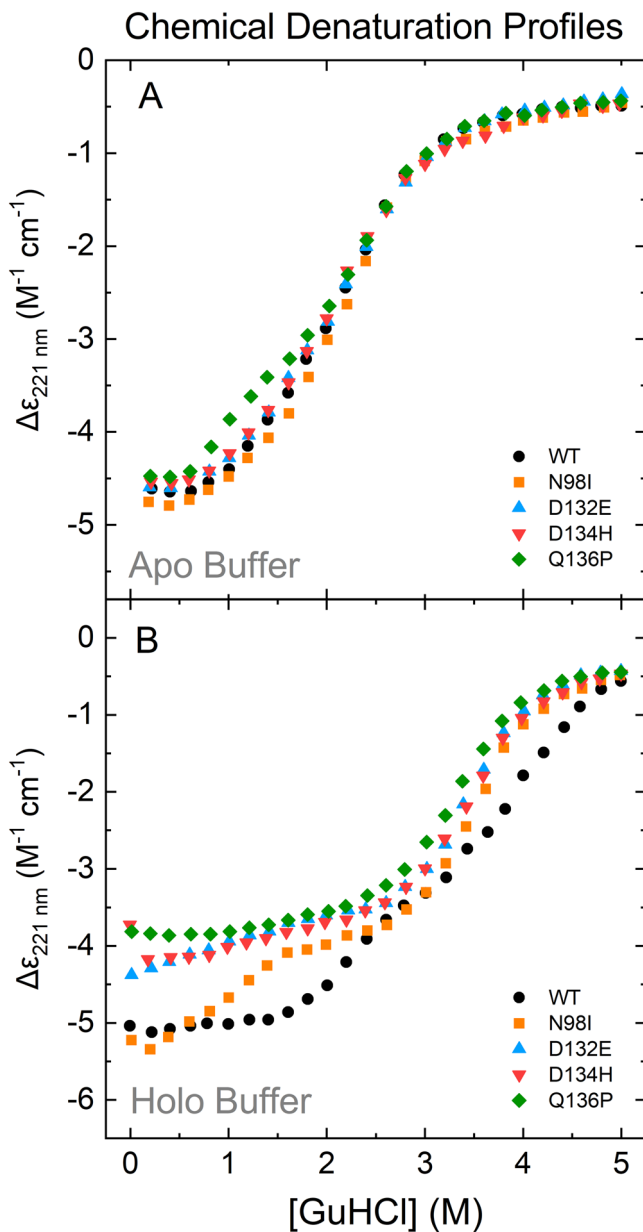 Chemical Denaturation Profiles
A
0
-1
-2
-3
-4
-5
Δε221 nm (M-1 cm-1)
WT
N98I
D132E
D134H
Q136P
Apo Buffer
B
0
-1
-2
-3
-4
-5
-6
Δε221 nm (M-1 cm-1)
WT
N98I
D132E
D134H
Q136P
Holo Buffer
0 1 2 3 4 5
[GuHCl] (M)